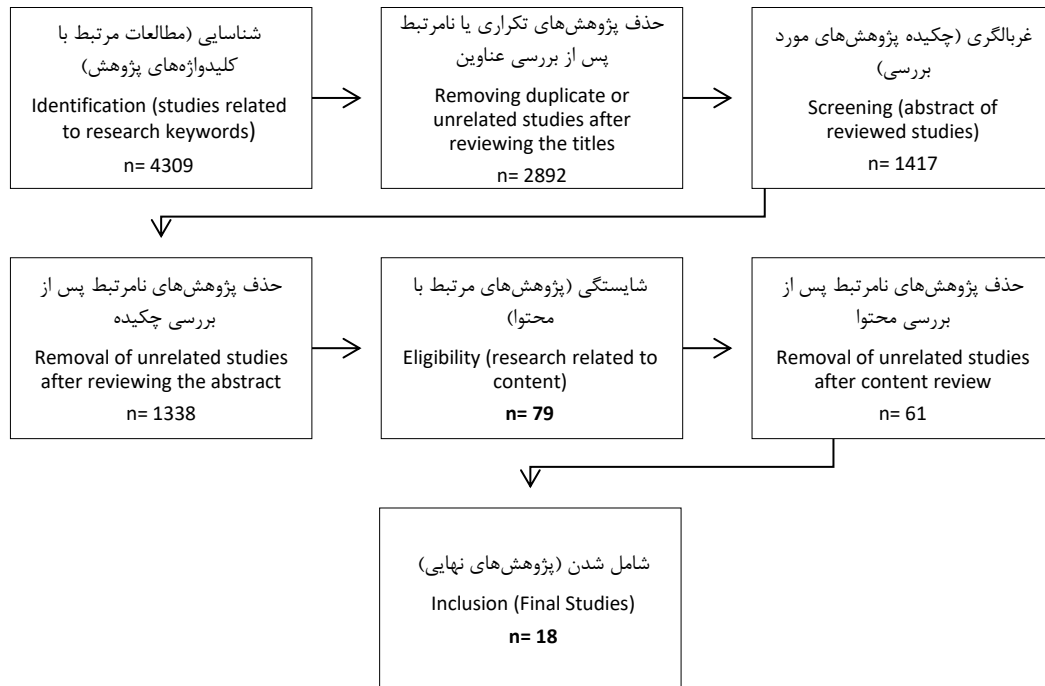 شناسایی (مطالعات مرتبط با
کلیدواژه‌های پژوهش)
Identification (studies related
to research keywords)
n= 4309
حذف پژوهش‌های تکراری یا نامرتبط
پس از بررسی عناوین
Removing duplicate or
unrelated studies after
reviewing the titles
n= 2892
غربالگری (چکیده پژوهش‌های مورد
بررسی)
Screening (abstract of
reviewed studies)
n= 1417
حذف پژوهش‌های نامرتبط پس از
بررسی چکیده
Removal of unrelated studies
after reviewing the abstract
n= 1338
شایستگی (پژوهش‌های مرتبط با
محتوا)
Eligibility (research related to
content)
n= 79
حذف پژوهش‌های نامرتبط پس از
بررسی محتوا
Removal of unrelated studies
after content review
n= 61
شامل شدن (پژوهش‌های نهایی)
Inclusion (Final Studies)
n= 18